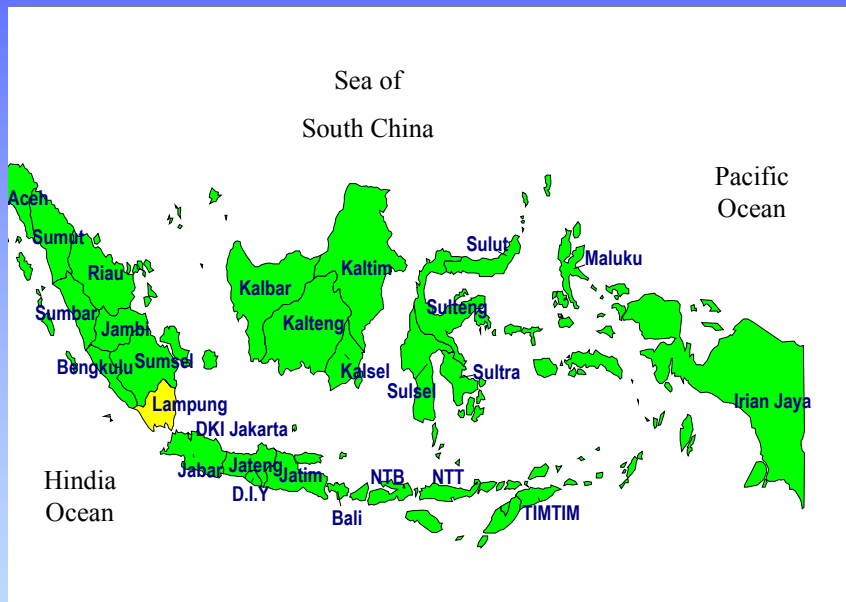 Sea of
South China
Pacific
Ocean
Aceh
Sumut
Sulut
Maluku
Riau
Kaltim
Kalbar
Sumbar
Sulteng
Jambi
Kalteng
Bengkulu
Sumsel
Kalsel
Sultra
Sulsel
Lampung
Irian Jaya
DKI Jakarta
Hindia
Ocean
Jabar
Jateng
Jatim
NTB
NTT
D.I.Y
Bali
TIMTIM